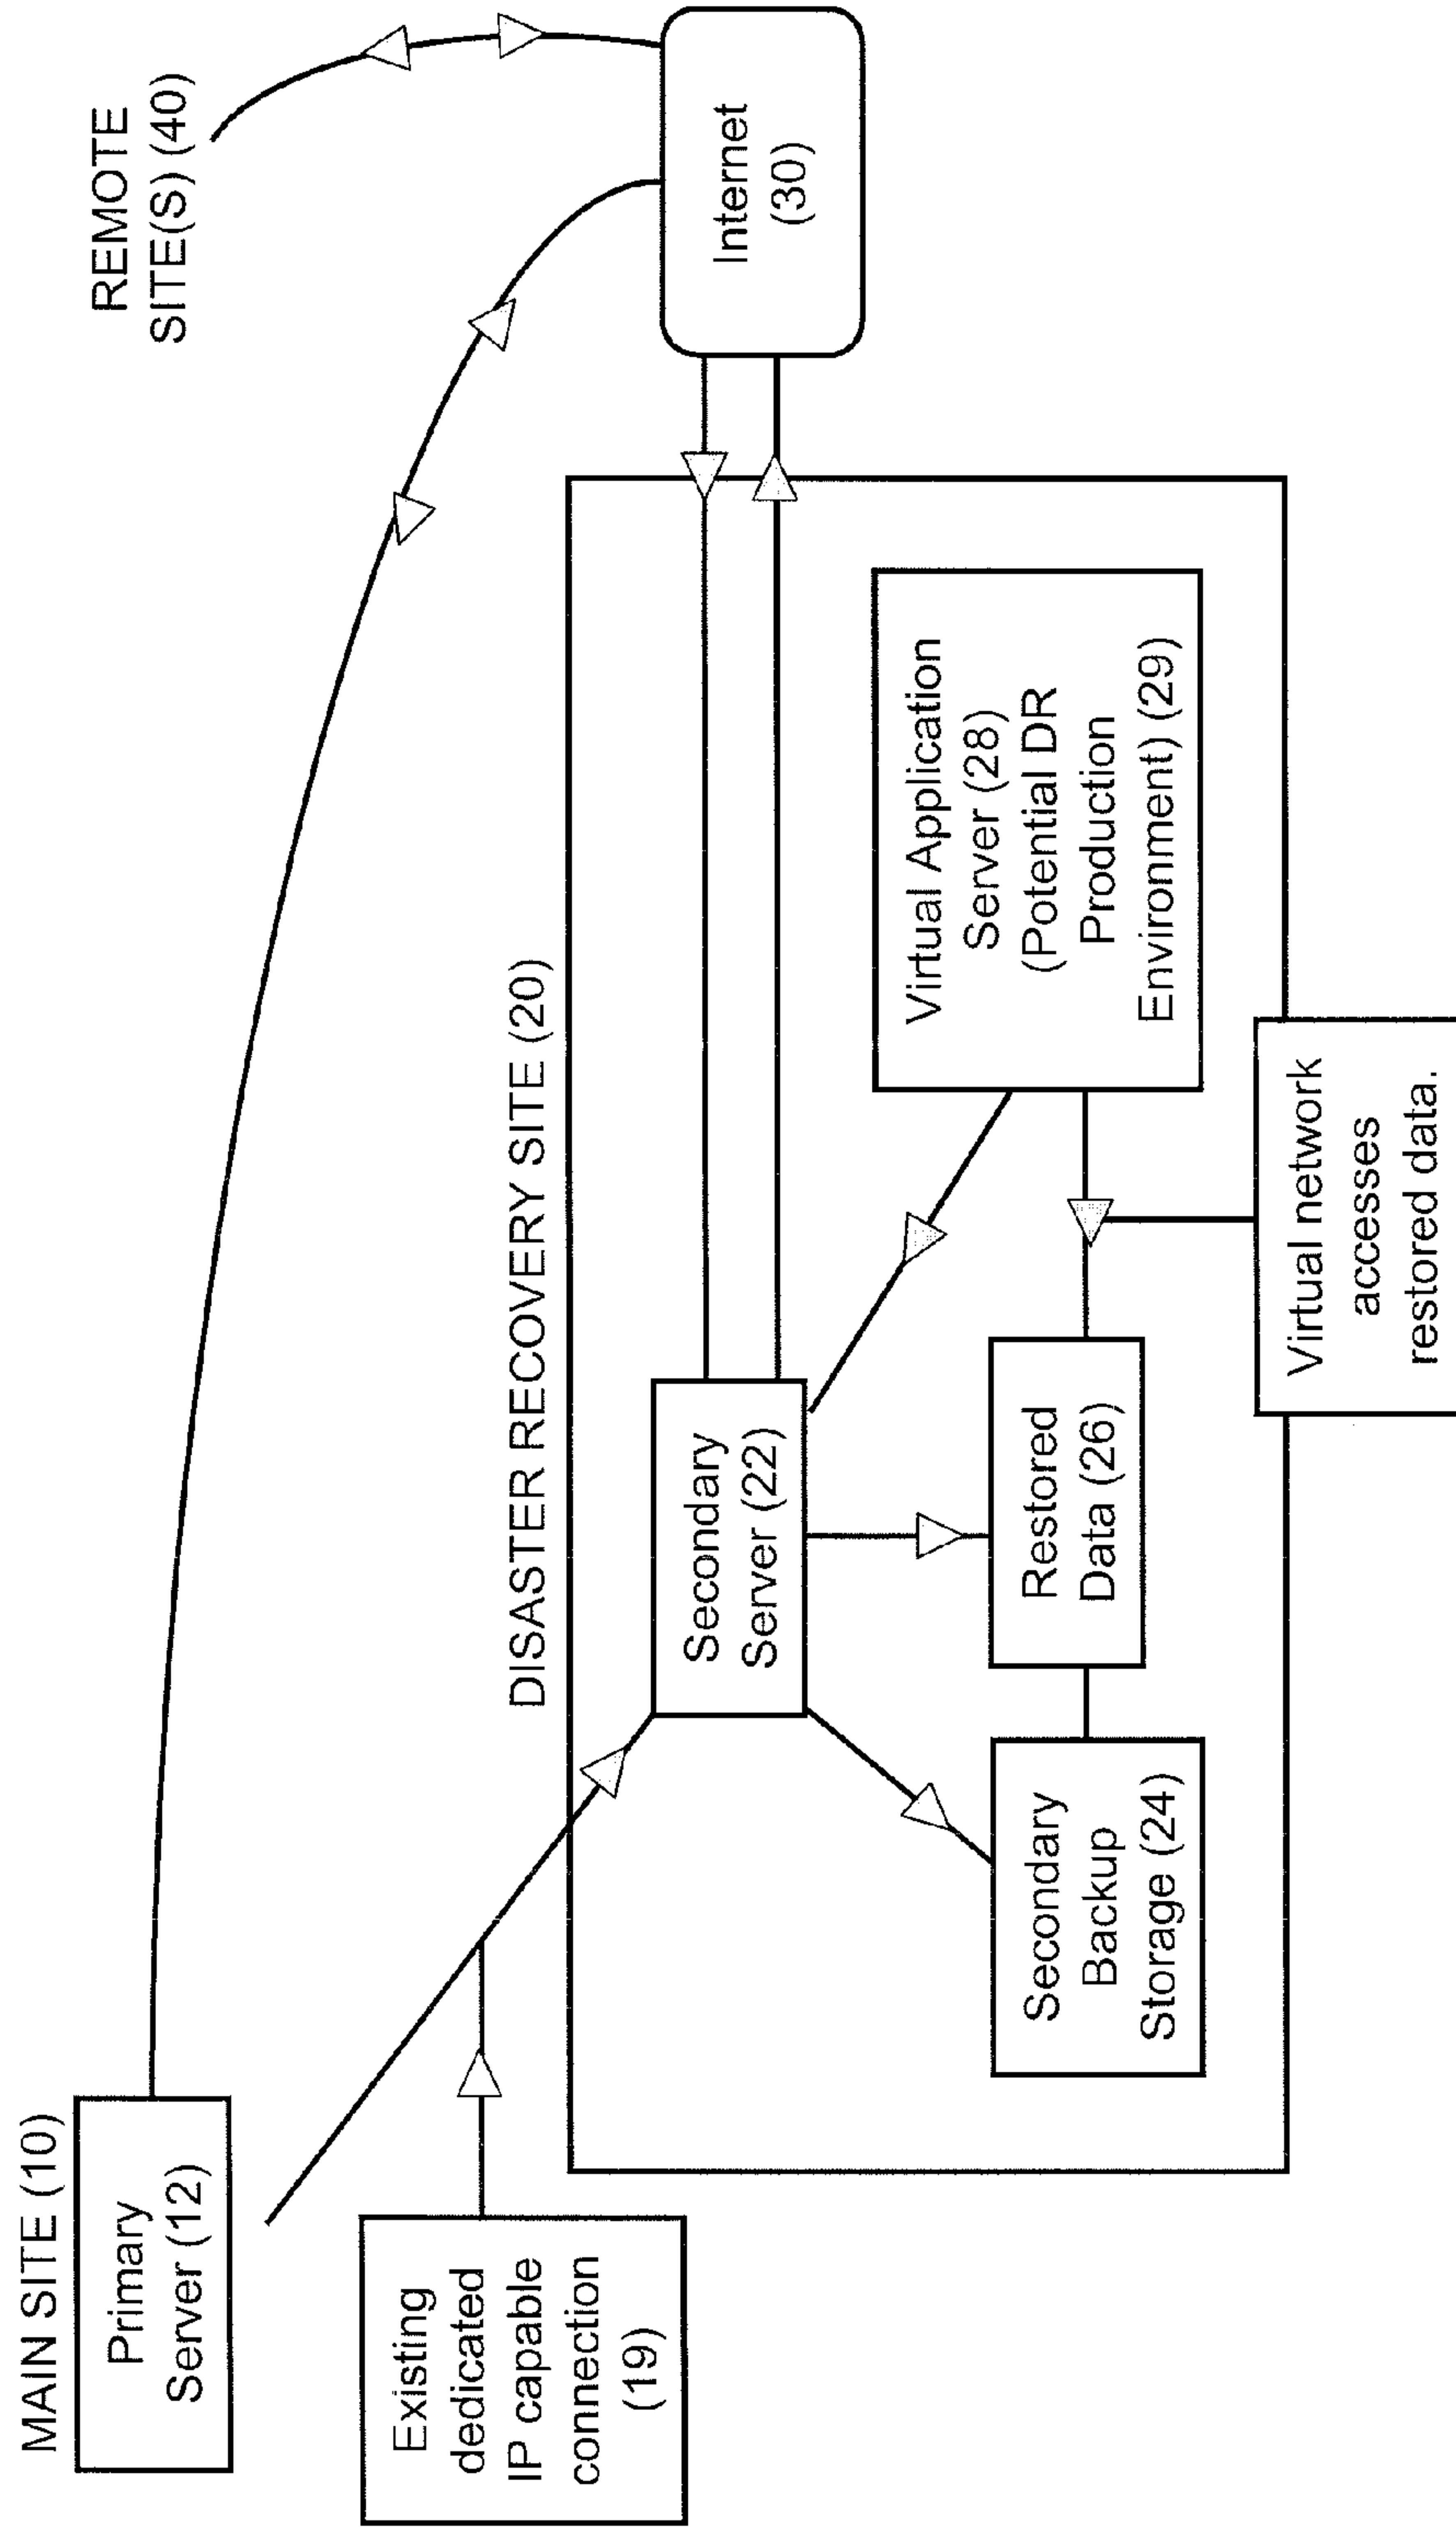 MAIN SITE (10)
Primary
Server (12)
REMOTE
SITE(S) (40)
Existing
dedicated
IP capable
connection
(19)
DISASTER RECOVERY SITE (20)
Secondary
Server (22)
Internet
(30)
Secondary
Backup
Storage (24)
Restored
Data (26)
Virtual Application
Server (28)
(Potential DR
Production
Environment) (29)
Virtual network
accesses
restored data.